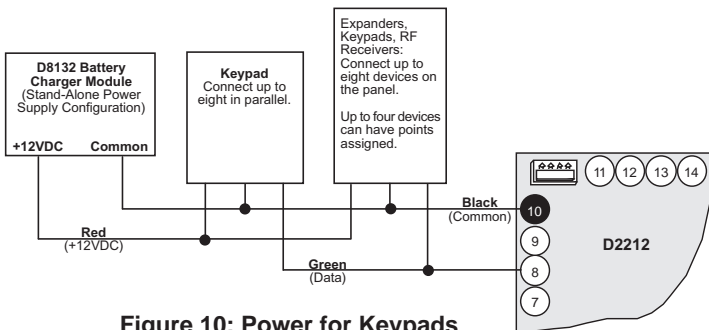 D8132 Battery
Charger Module
(Stand-Alone Power
Supply Configuration)
+12VDC Common
Keypad
Connect up to
eight in parallel.
Expanders,
Keypads, RF
Receivers:
Connect up to
eight devices on
the panel.
Up to four devices
can have points
assigned.
Black
(Common)
Red
(+12VDC)
Green
(Data)
11 12 13 14
10
9
8
7
D2212
Figure 10: Power for Keypads